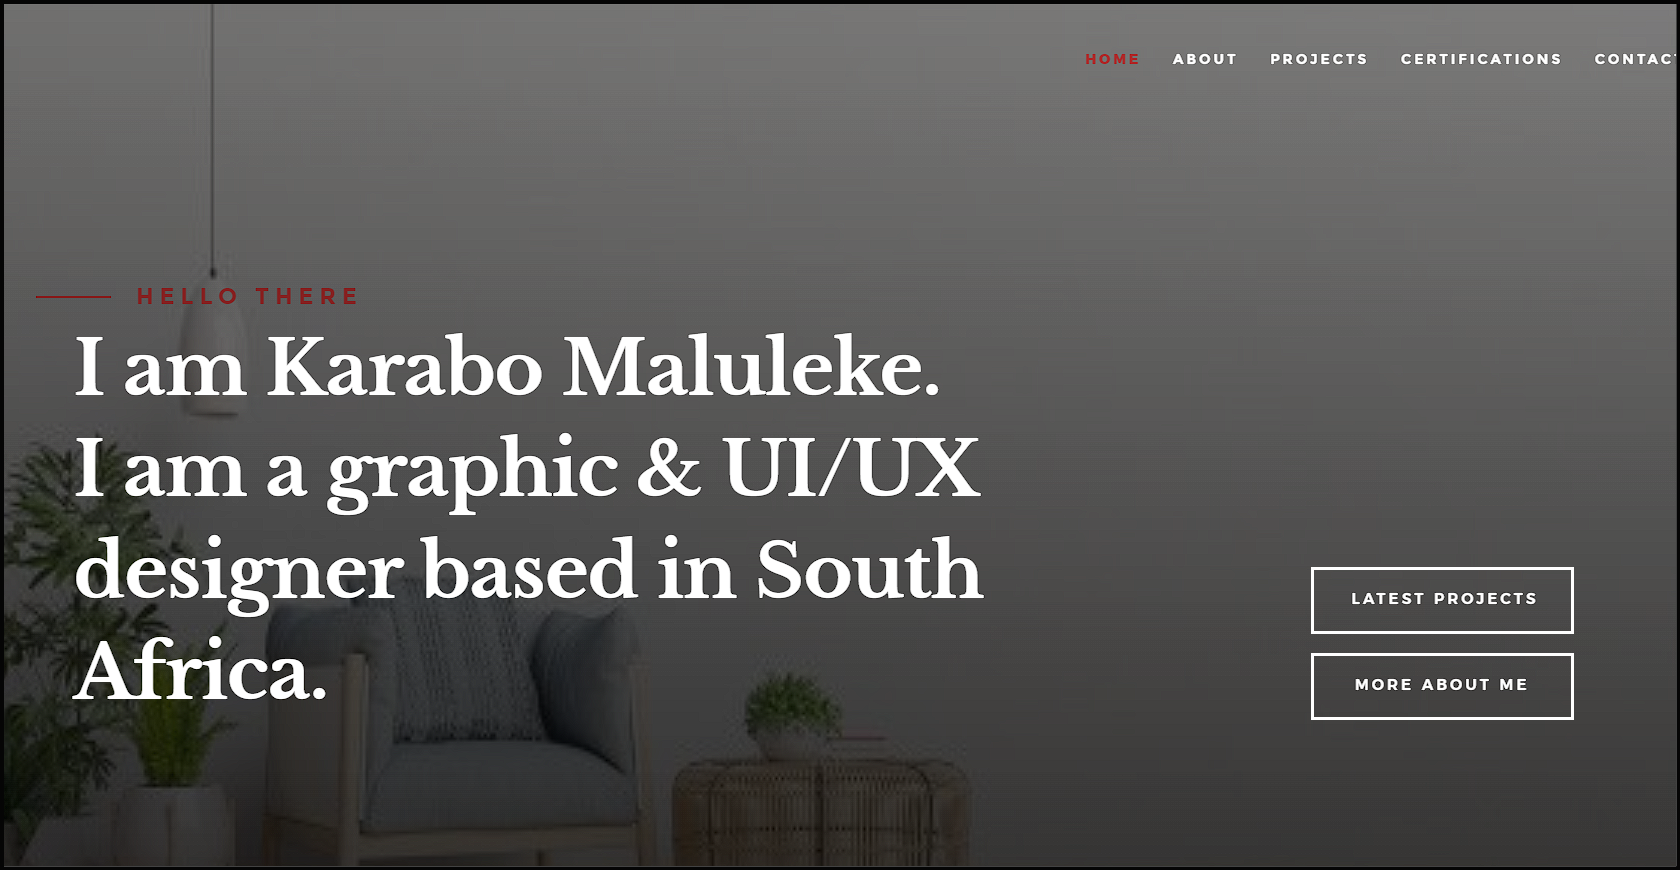 HOME ABOUT PROJECTS CERTIFICATIONS CONTAC
HELLO THERE
I am Karabo Maluleke.
I am a graphic & UI/UX
designer based in South
Africa.
LATEST PROJECTS
MORE ABOUT ME